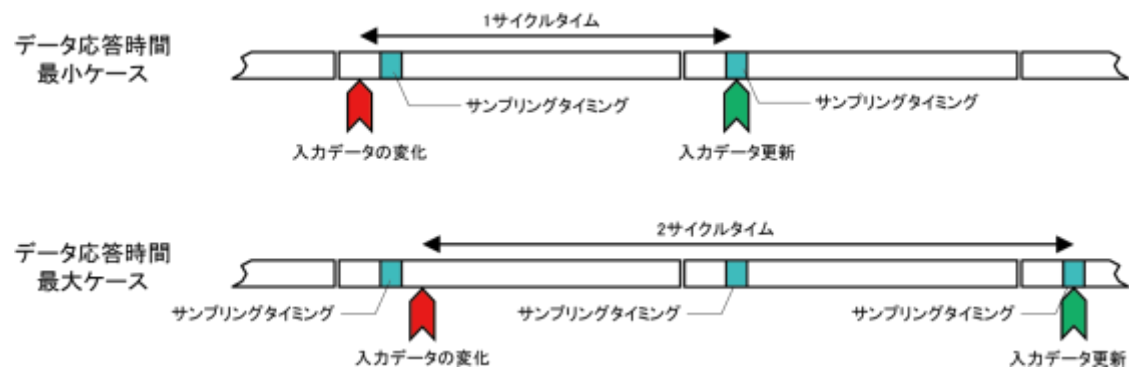 1サイクルタイム
データ応答時間
最小ケース
サンプリングタイミング
サンプリングタイミング
入力データの変化
入力データ更新
2サイクルタイム
データ応答時間
最大ケース
サンプリングタイミング
サンプリングタイミング
サンプリングタイミング
入力データの変化
入力データ更新